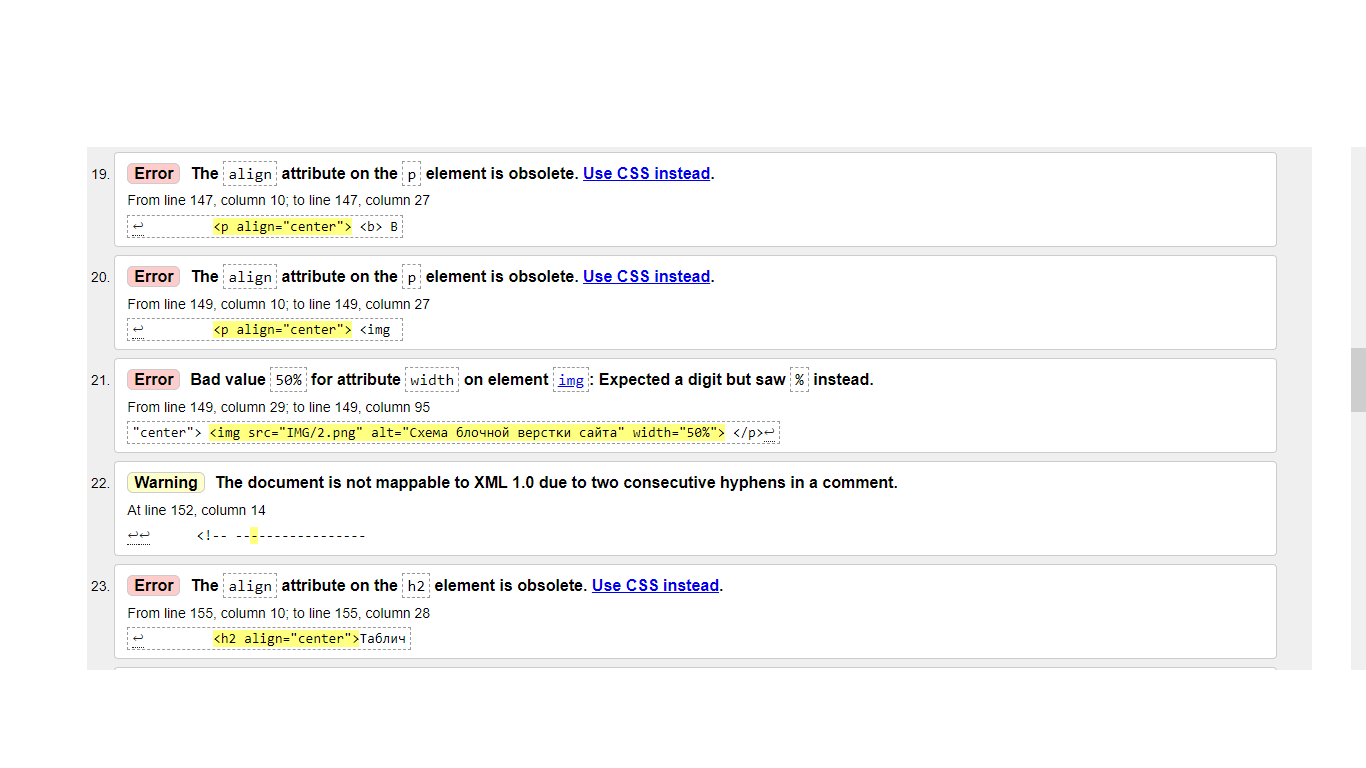 19. Error The align attribute on the p element is obsolete. Use CSS instead.
From line 147, column 10; to line 147, column 27
↩ <p align="center"> <b> В
20. Error The align attribute on the p element is obsolete. Use CSS instead.
From line 149, column 10; to line 149, column 27
↩ <p align="center"> <img
21. Error Bad value 50% for attribute width on element img: Expected a digit but saw % instead.
From line 149, column 29; to line 149, column 95
"center"> <img src="IMG/2.png" alt="Схема блочной верстки сайта" width="50%"> </p>↩
22. Warning The document is not mappable to XML 1.0 due to two consecutive hyphens in a comment.
At line 152, column 14
↩↩ <!-- -----------------
23. Error The align attribute on the h2 element is obsolete. Use CSS instead.
From line 155, column 10; to line 155, column 28
↩ <h2 align="center">Таблич